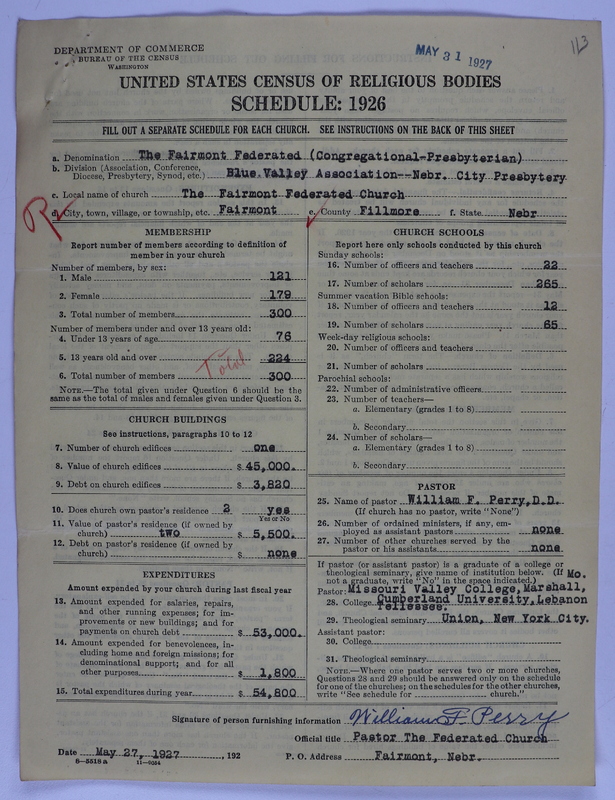 DEPARTMENT OF COMMERCE
BUREAU OF THE CENSUS
WASHINGTON
MAY 31 1927
113
UNITED STATES CENSUS OF RELIGIOUS BODIES
SCHEDULE: 1926
FILL OUT A SEPARATE SCHEDULE FOR EACH CHURCH. SEE INSTRUCTIONS ON THE BACK OF THIS SHEET
a. Denomination The Fairmont Federated (Congregational-Presbyterian)
b. Division (Association, Conference, Diocese, Presbytery, Synod, etc.) Blue Valley Association--Nebr. City Presbytery
c. Local name of church The Fairmont Federated Church
d. City, town, village, or township, etc. Fairmont e. County Fillmore f. State Nebr
MEMBERSHIP
Report number of members according to definition of
member in your church
Number of members, by sex:
1. Male 121
2. Female 179
3. Total number of members 300
Number of members under and over 13 years old:
4. Under 13 years of age 76
5. 13 years old and over 224
Total
6. Total number of members 300
NOTE.—The total given under Question 6 should be
same as the total of males and females given under Question 3.
CHURCH BUILDINGS
See instructions, paragraphs 10 to 12
7. Number of church edifices one
8. Value of church edifices $ 45,000.
9. Debt on church edifices $ 3,820
10. Does church own pastor's residence 2 yes
Yes or No
11. Value of pastor's residence (if owned by
church) two $ 5,500.
12. Debt on pastor's residence (if owned by
church) $ none
EXPENDITURES
Amount expended by your church during last fiscal year
13. Amount expended for salaries, repairs,
and other running expenses; for im-
provements or new buildings; and for
payments on church debt $ 53,000.
14. Amount expended for benevolences, in-
cluding home and foreign missions; for
denominational support; and for all
other purposes $ 1,800
15. Total expenditures during year $ 54,800
CHURCH SCHOOLS
Report here only schools conducted by this church
Sunday schools:
16. Number of officers and teachers 22
17. Number of scholars 265
Summer vacation Bible schools:
18. Number of officers and teachers 12
19. Number of scholars 65
Week-day religious schools:
20. Number of officers and teachers
21. Number of scholars
Parochial schools:
22. Number of administrative officers
23. Number of teachers—
a. Elementary (grades 1 to 8)
b. Secondary
24. Number of scholars—
a. Elementary (grades 1 to 8)
b. Secondary
PASTOR
25. Name of pastor William F. Perry, D.D.
(If church has no pastor, write "None")
26. Number of ordained ministers, if any, em-
ployed as assistant pastors none
27. Number of other churches served by the
pastor or his assistants none
If pastor (or assistant pastor) is a graduate of a college or
theological seminary, give name of institution below. (If
not a graduate, write "No" in the space indicated.) Mo.
Pastor: Missouri Valley College, Marshall,
28. College Cumberland University, Lebanon
Tellessee.
29. Theological seminary Union, New York City.
Assistant pastor:
30. College
31. Theological seminary
NOTE.—Where one pastor serves two or more churches,
Questions 28 and 29 should be answered only on the schedule
for one of the churches; on the schedules for the other churches,
write "See schedule for church."
Signature of person furnishing information William F. Perry
Official title Pastor The Federated Church
Date May 27, 1927, 192 P. O. Address Fairmont, Nebr.
8—5518a 11—9064